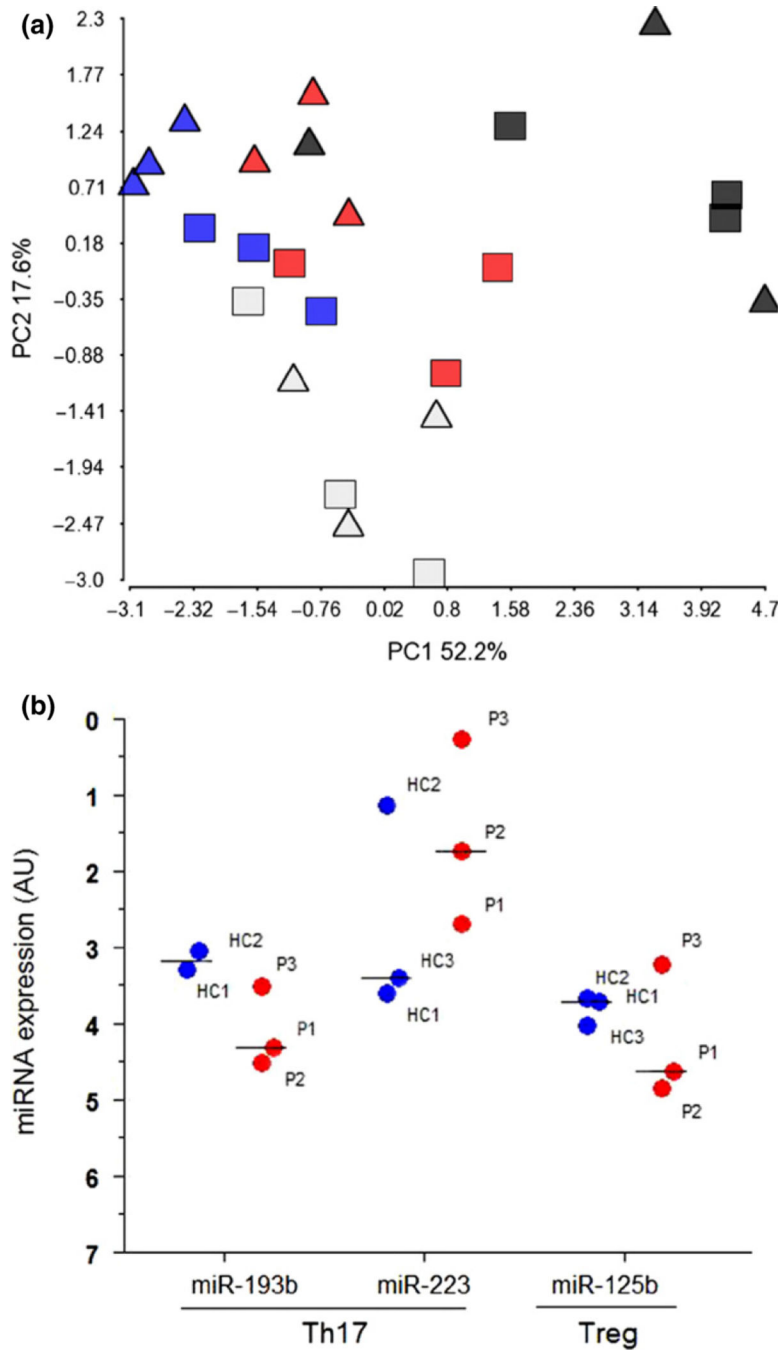 (a)
2.3
1.77
1.24
0.71
0.18
−0.35
−0.88
−1.41
−1.94
−2.47
−3.0
PC2 17.6%
−3.1 −2.32 −1.54 −0.76 0.02 0.8 1.58 2.36 3.14 3.92 4.7
PC1 52.2%
(b)
miRNA expression (AU)
0
P3
1
HC2
P2
2
P1
3
HC2
HC3
P3
HC1
P3
HC1
HC2
HC1
4
HC3
P1
P1
P2
5
P2
6
7
miR-193b miR-223 miR-125b
Th17 Treg